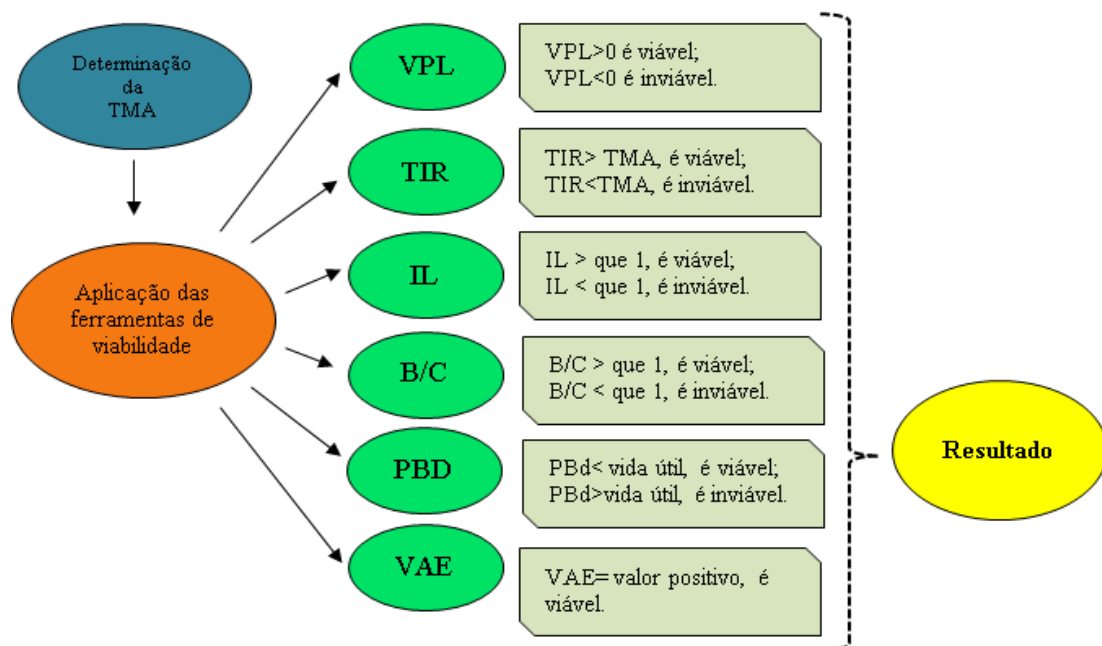 Determinação
da
TMA
Aplicação das
ferramentas de
viabilidade
VPL
VPL>0 é viável;
VPL<0 é inviável.
TIR
TIR> TMA, é viável;
TIR<TMA, é inviável.
IL
IL > que 1, é viável;
IL < que 1, é inviável.
B/C
B/C > que 1, é viável;
B/C < que 1, é inviável.
PBD
PBd< vida útil, é viável;
PBd>vida útil, é inviável.
VAE
VAE= valor positivo, é
viável.
Resultado